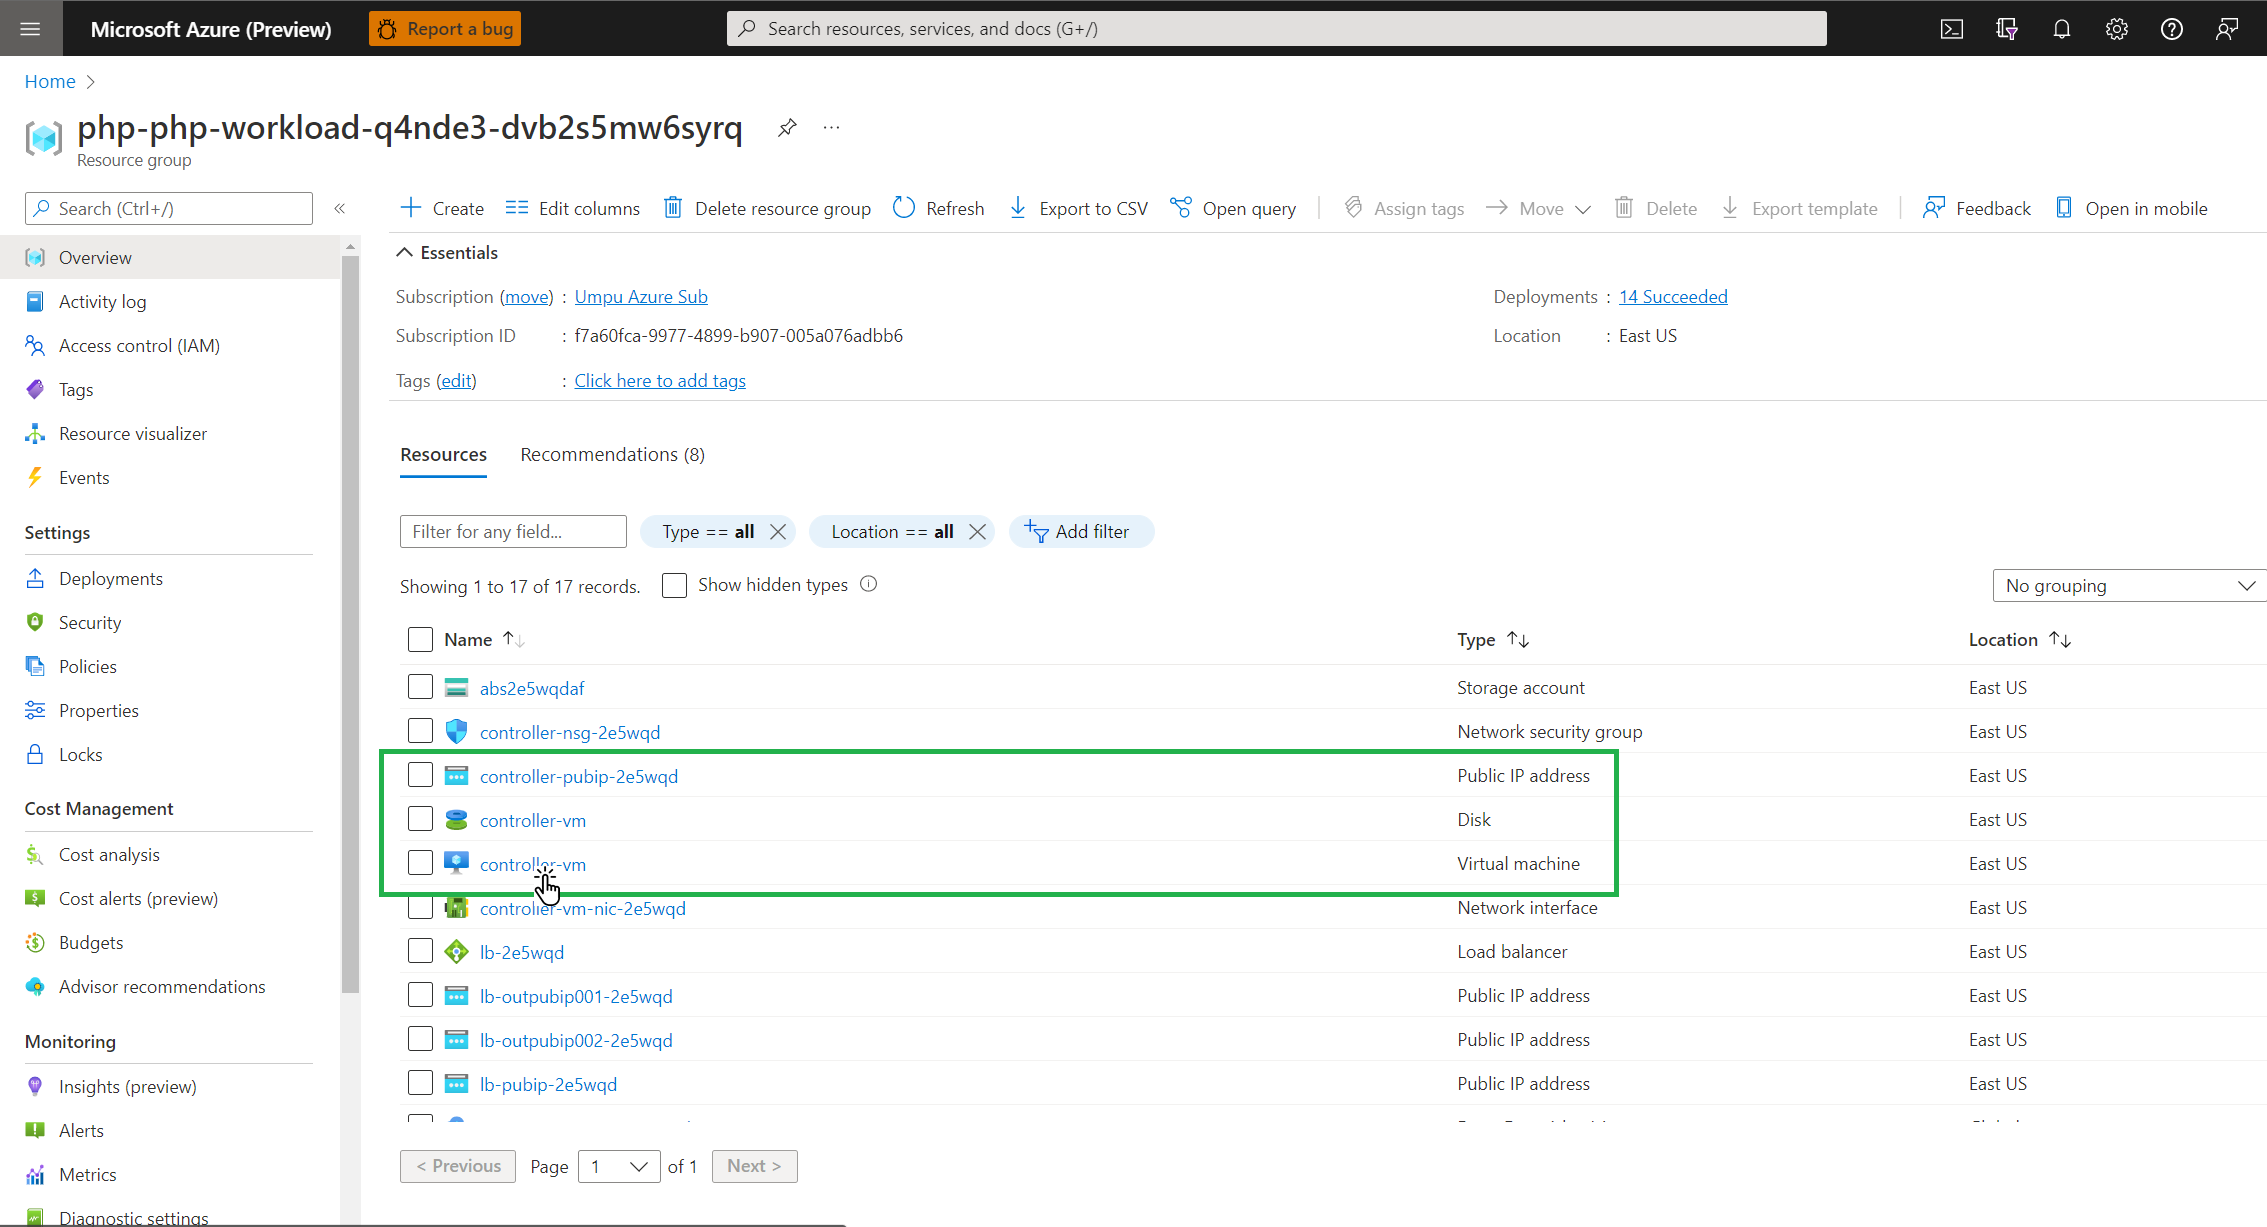 Microsoft Azure (Preview)
Report a bug
Search resources, services, and docs (G+/)
Home
php-php-workload-q4nde3-dvb2s5mw6syrq
Resource group
Search (Ctrl+/)
Overview
Activity log
Access control (IAM)
Tags
Resource visualizer
Events
Settings
Deployments
Security
Policies
Properties
Locks
Cost Management
Cost analysis
Cost alerts (preview)
Budgets
Advisor recommendations
Monitoring
Insights (preview)
Alerts
Metrics
Diagnostic settings
Create Edit columns Delete resource group Refresh Export to CSV Open query Assign tags Move Delete Export template Feedback Open in mobile
Essentials
Subscription (move) : Umpu Azure Sub Deployments : 14 Succeeded
Subscription ID : f7a60fca-9977-4899-b907-005a076adbb6 Location : East US
Tags (edit) : Click here to add tags
Resources Recommendations (8)
Filter for any field... Type == all Location == all Add filter
Showing 1 to 17 of 17 records. Show hidden types No grouping
Name Type Location
abs2e5wqdaf Storage account East US
controller-nsg-2e5wqd Network security group East US
controller-pubip-2e5wqd Public IP address East US
controller-vm Disk East US
controller-vm Virtual machine East US
controller-vm-nic-2e5wqd Network interface East US
lb-2e5wqd Load balancer East US
lb-outpubip001-2e5wqd Public IP address East US
lb-outpubip002-2e5wqd Public IP address East US
lb-pubip-2e5wqd Public IP address East US
< Previous Page 1 of 1 Next >